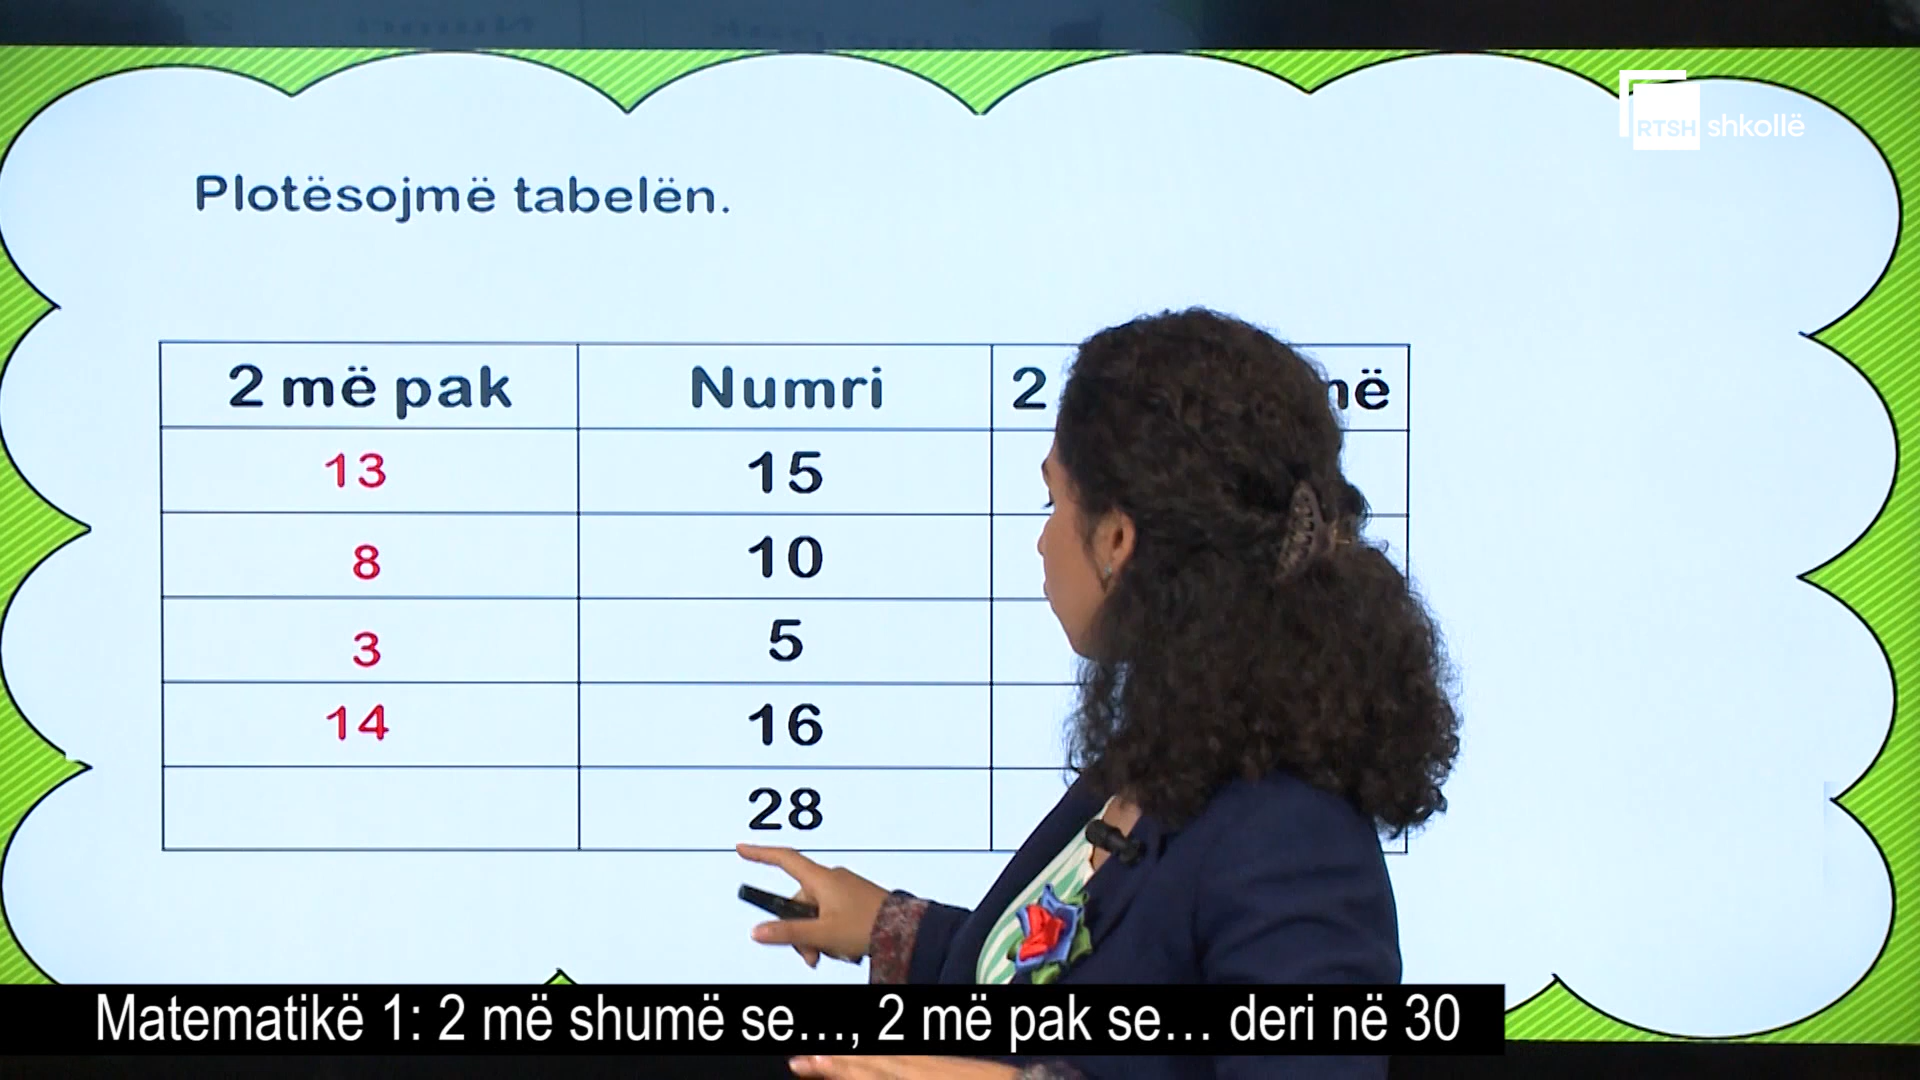 RTSH shkollë
Plotësojmë tabelën.
2 më pak Numri 2
13 15
8 10
3 5
14 16
28
Matematikë 1: 2 më shumë se..., 2 më pak se... deri në 30